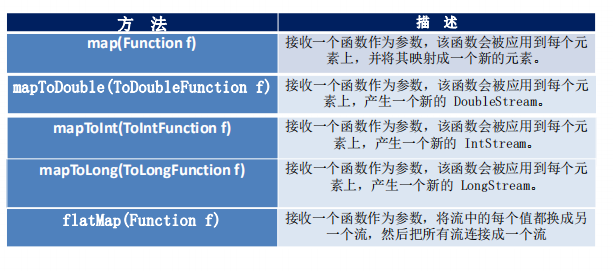 方 法 描 述
map(Function f)
接收一个函数作为参数，该函数会被应用到每个
元素上，并将其映射成一个新的元素。
mapToDouble(ToDoubleFunction f)
接收一个函数作为参数，该函数会被应用到每个元
素上，产生一个新的 DoubleStream。
mapToInt(ToIntFunction f)
接收一个函数作为参数，该函数会被应用到每个元
素上，产生一个新的 IntStream。
mapToLong(ToLongFunction f)
接收一个函数作为参数，该函数会被应用到每个元
素上，产生一个新的 LongStream。
flatMap(Function f)
接收一个函数作为参数，将流中的每个值都换成另
一个流，然后把所有流连接成一个流